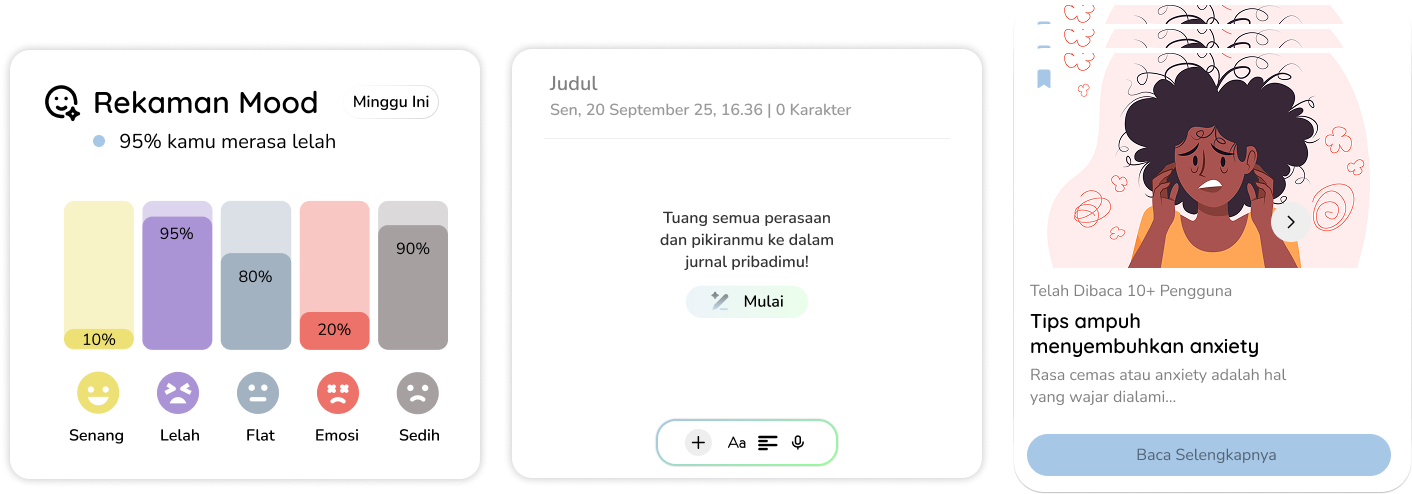 Rekaman Mood
Minggu Ini
95% kamu merasa lelah
10%
95%
80%
20%
90%
Senang
Lelah
Flat
Emosi
Sedih
Judul
Sen, 20 September 25, 16.36 | 0 Karakter
Tuang semua perasaan
dan pikiranmu ke dalam
jurnal pribadimu!
Mulai
Aa
Telah Dibaca 10+ Pengguna
Tips ampuh
menyembuhkan anxiety
Rasa cemas atau anxiety adalah hal
yang wajar dialami...
Baca Selengkapnya